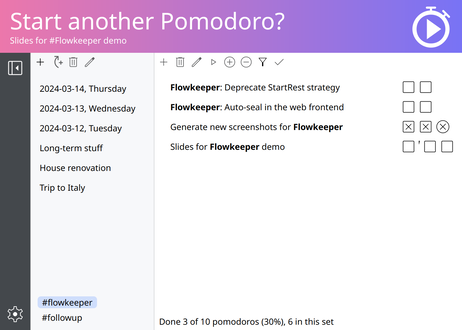 Start another Pomodoro?
Slides for #Flowkeeper demo
2024-03-14, Thursday
2024-03-13, Wednesday
2024-03-12, Tuesday
Long-term stuff
House renovation
Trip to Italy
#flowkeeper
#followup
Flowkeeper: Deprecate StartRest strategy
Flowkeeper: Auto-seal in the web frontend
Generate new screenshots for Flowkeeper
Slides for Flowkeeper demo
Done 3 of 10 pomodoros (30%), 6 in this set